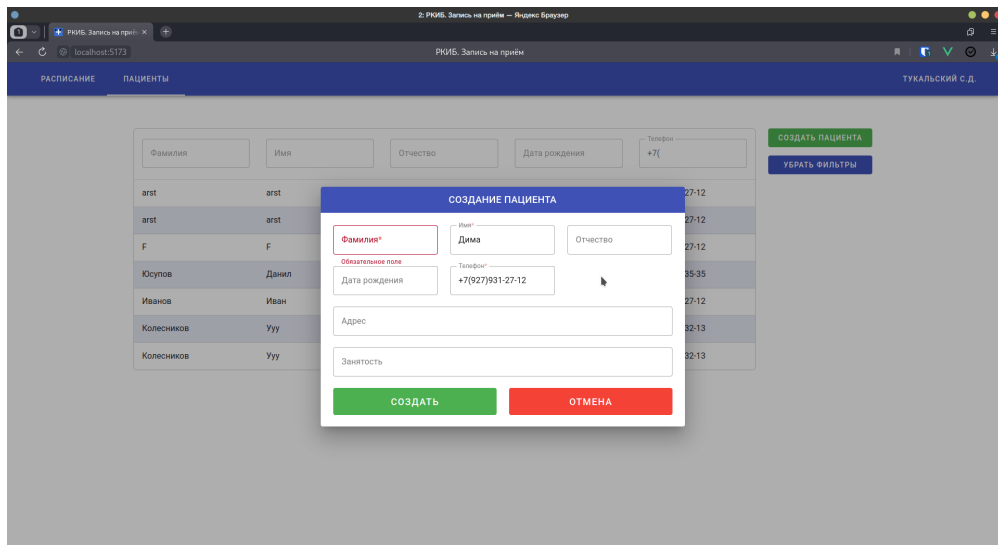 2: РКИБ. Запись на приём — Яндекс Браузер
1
РКИБ. Запись на приё
localhost:5173
РКИБ. Запись на приём
РАСПИСАНИЕ
ПАЦИЕНТЫ
ТУКАЛЬСКИЙ С.Д.
Фамилия
Имя
Отчество
Дата рождения
Телефон
+7(
СОЗДАТЬ ПАЦИЕНТА
УБРАТЬ ФИЛЬТРЫ
arst arst 27-12
arst arst 27-12
F F 27-12
Юсупов Данил 35-35
Иванов Иван 27-12
Колесников Ууу 32-13
Колесников Ууу 32-13
СОЗДАНИЕ ПАЦИЕНТА
Фамилия*
Обязательное поле
Имя*
Дима
Отчество
Дата рождения
Телефон*
+7(927)931-27-12
Адрес
Занятость
СОЗДАТЬ
ОТМЕНА